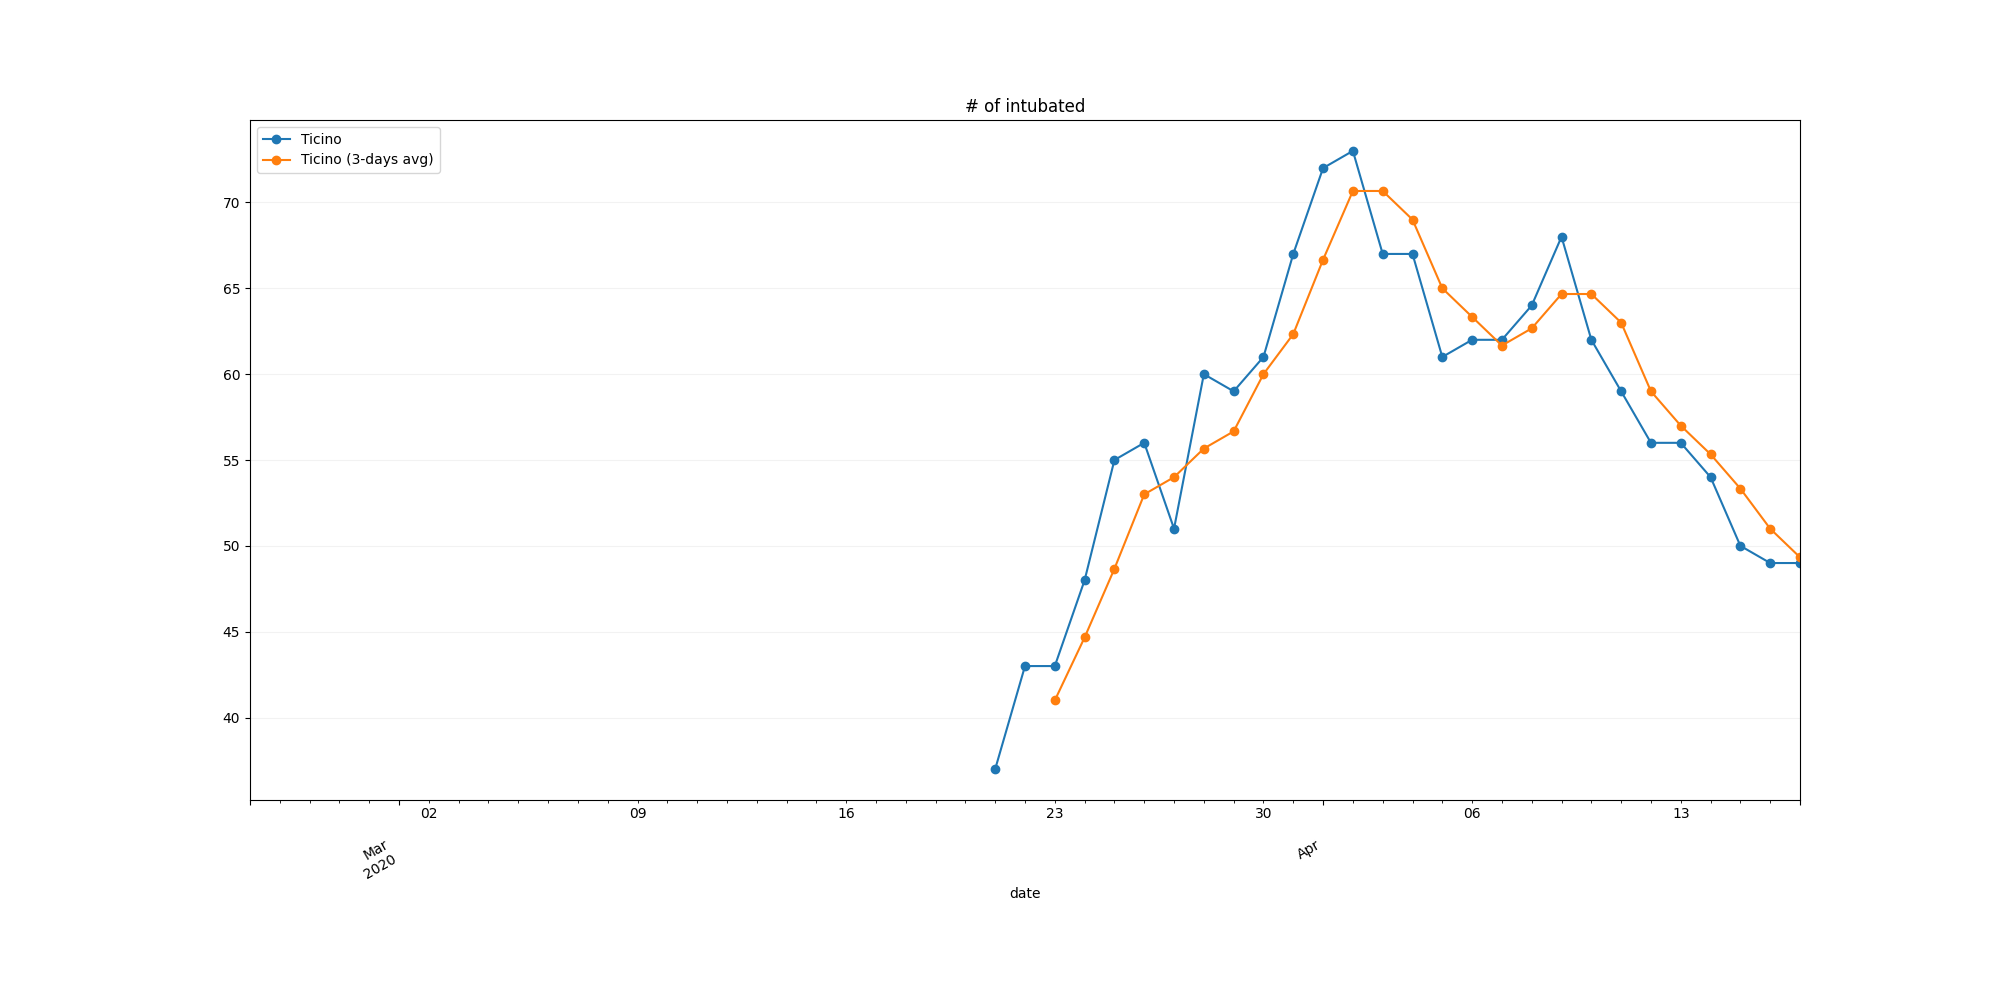 # of intubated
Ticino
Ticino (3-days avg)
70
65
60
55
50
45
40
02 09 16 23 30 06 13
Mar Apr
2020
date